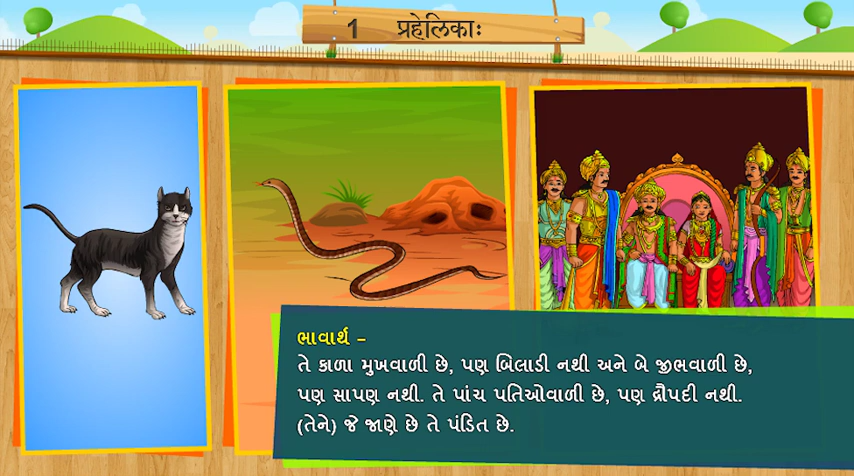 1 प्रहेलिकाः
ભાવાર્થ –
તે કાળા મુખવાળી છે, પણ બિલાડી નથી અને બે જીભવાળી છે,
પણ સાપણ નથી. તે પાંચ પતિઓવાળી છે, પણ દ્રૌપદી નથી.
(તેને) જે જાણે છે તે પંડિત છે.